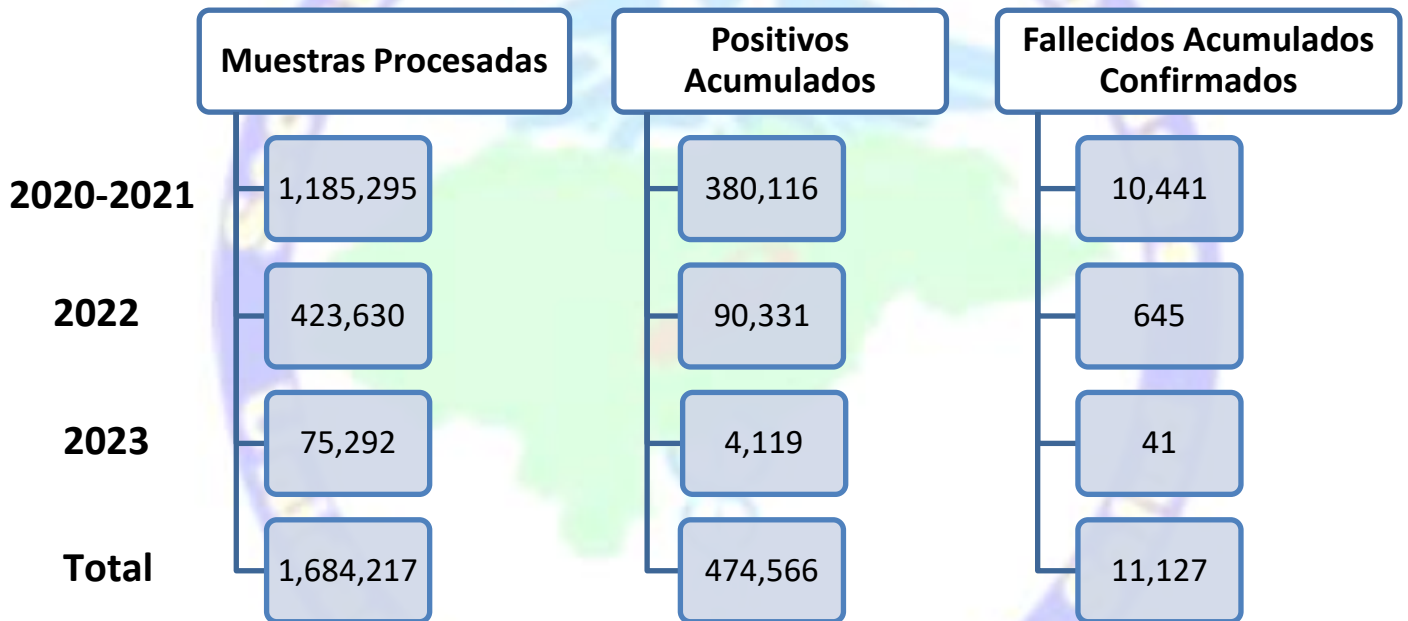 Muestras Procesadas
Positivos
Acumulados
Fallecidos Acumulados
Confirmados
2020-2021
1,185,295
380,116
10,441
2022
423,630
90,331
645
2023
75,292
4,119
41
Total
1,684,217
474,566
11,127